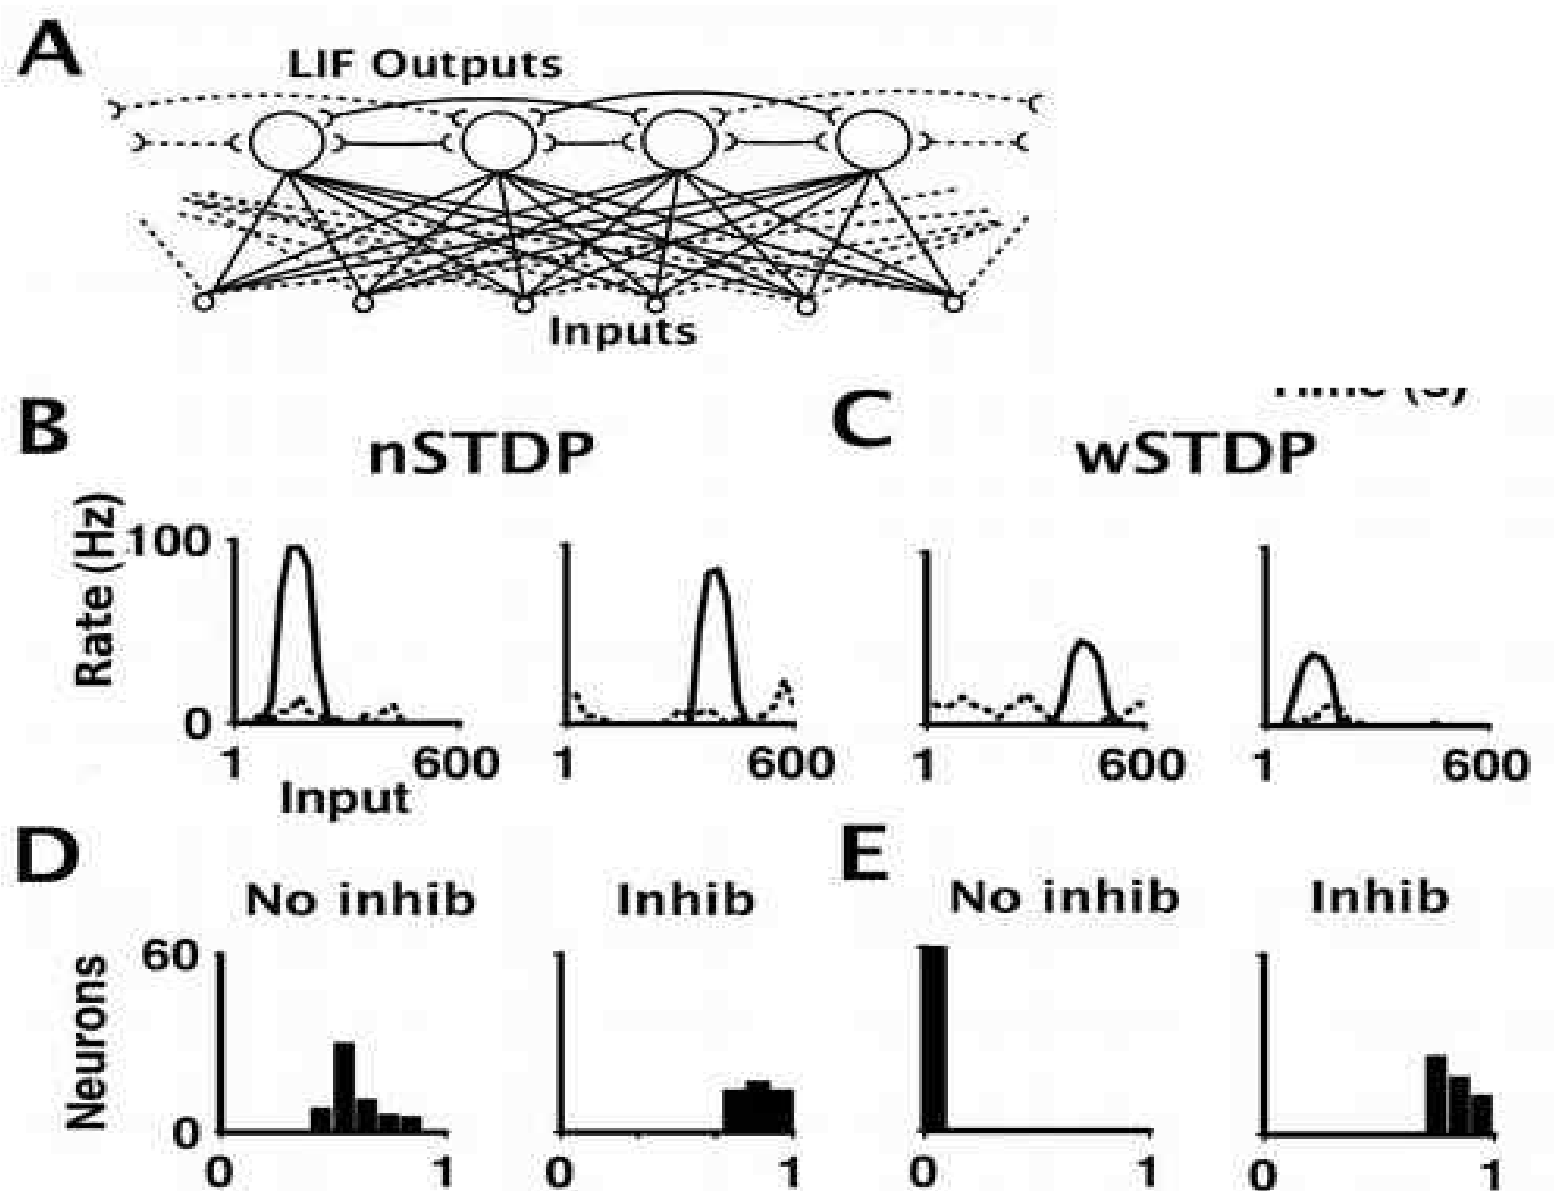 A
LIF Outputs
Inputs
B
nSTDP
C
wSTDP
Rate (Hz)
100
0
1 600
1 600
1 600
1 600
Input
D
No inhib Inhib
E
No inhib Inhib
Neurons
60
0
0 1
0 1
0 1
0 1